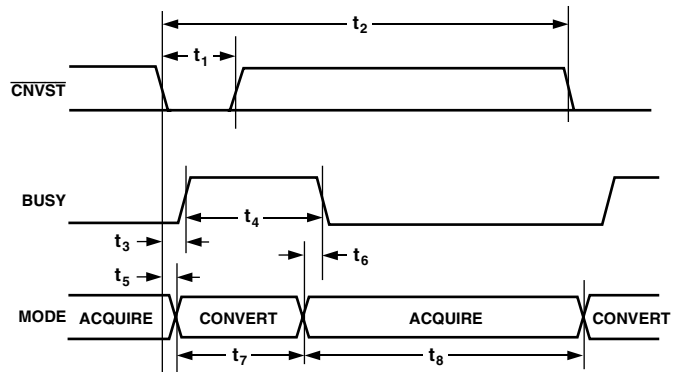 t2
t1
CNVST
BUSY
t4
t3
t6
t5
MODE ACQUIRE CONVERT ACQUIRE CONVERT
t7 t8